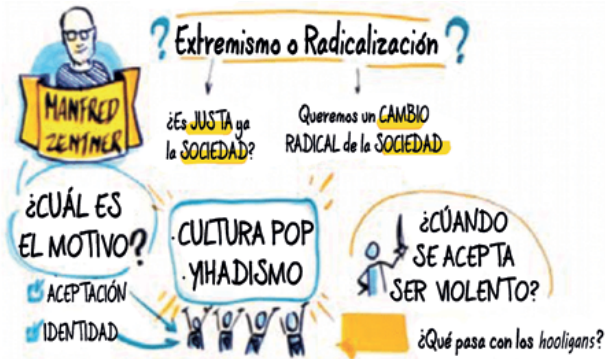 ¿Extremismo o Radicalización?
MANFRED
ZENTNER
¿Es JUSTA ya
la SOCIEDAD?
Queremos un CAMBIO
RADICAL de la SOCIEDAD
¿CUÁL ES
EL MOTIVO?
ACEPTACIÓN
IDENTIDAD
·CULTURA POP
·YIHADISMO
¿CÚANDO
SE ACEPTA
SER VIOLENTO?
¿Qué pasa con los hooligans?